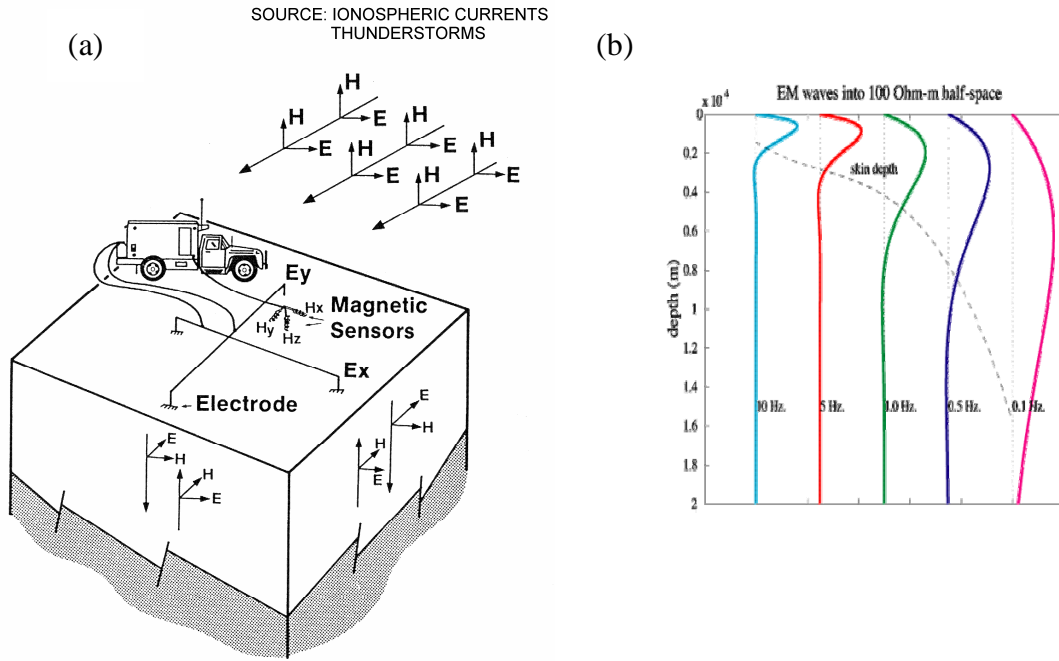 SOURCE: IONOSPHERIC CURRENTS
THUNDERSTORMS
(a)
H
H
E
E
H
H
E
H
E
H
E
E
Ey
Hx
Magnetic
Hy
Sensors
Hz
Ex
Electrode
E
H
H
E
E
H
H
E
(b)
EM waves into 100 Ohm-m half-space
x 10⁴
0
0.2
0.4
0.6
0.8
1
1.2
1.4
1.6
1.8
2
depth (m)
skin depth
10 Hz.
5 Hz.
1.0 Hz.
0.5 Hz.
0.1 Hz.